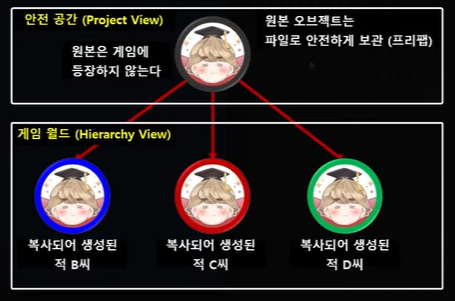 안전 공간 (Project View)
원본 오브젝트는
파일로 안전하게 보관 (프리팹)
원본은 게임에
등장하지 않는다
게임 월드 (Hierarchy View)
복사되어 생성된
적 B씨
복사되어 생성된
적 C씨
복사되어 생성된
적 D씨